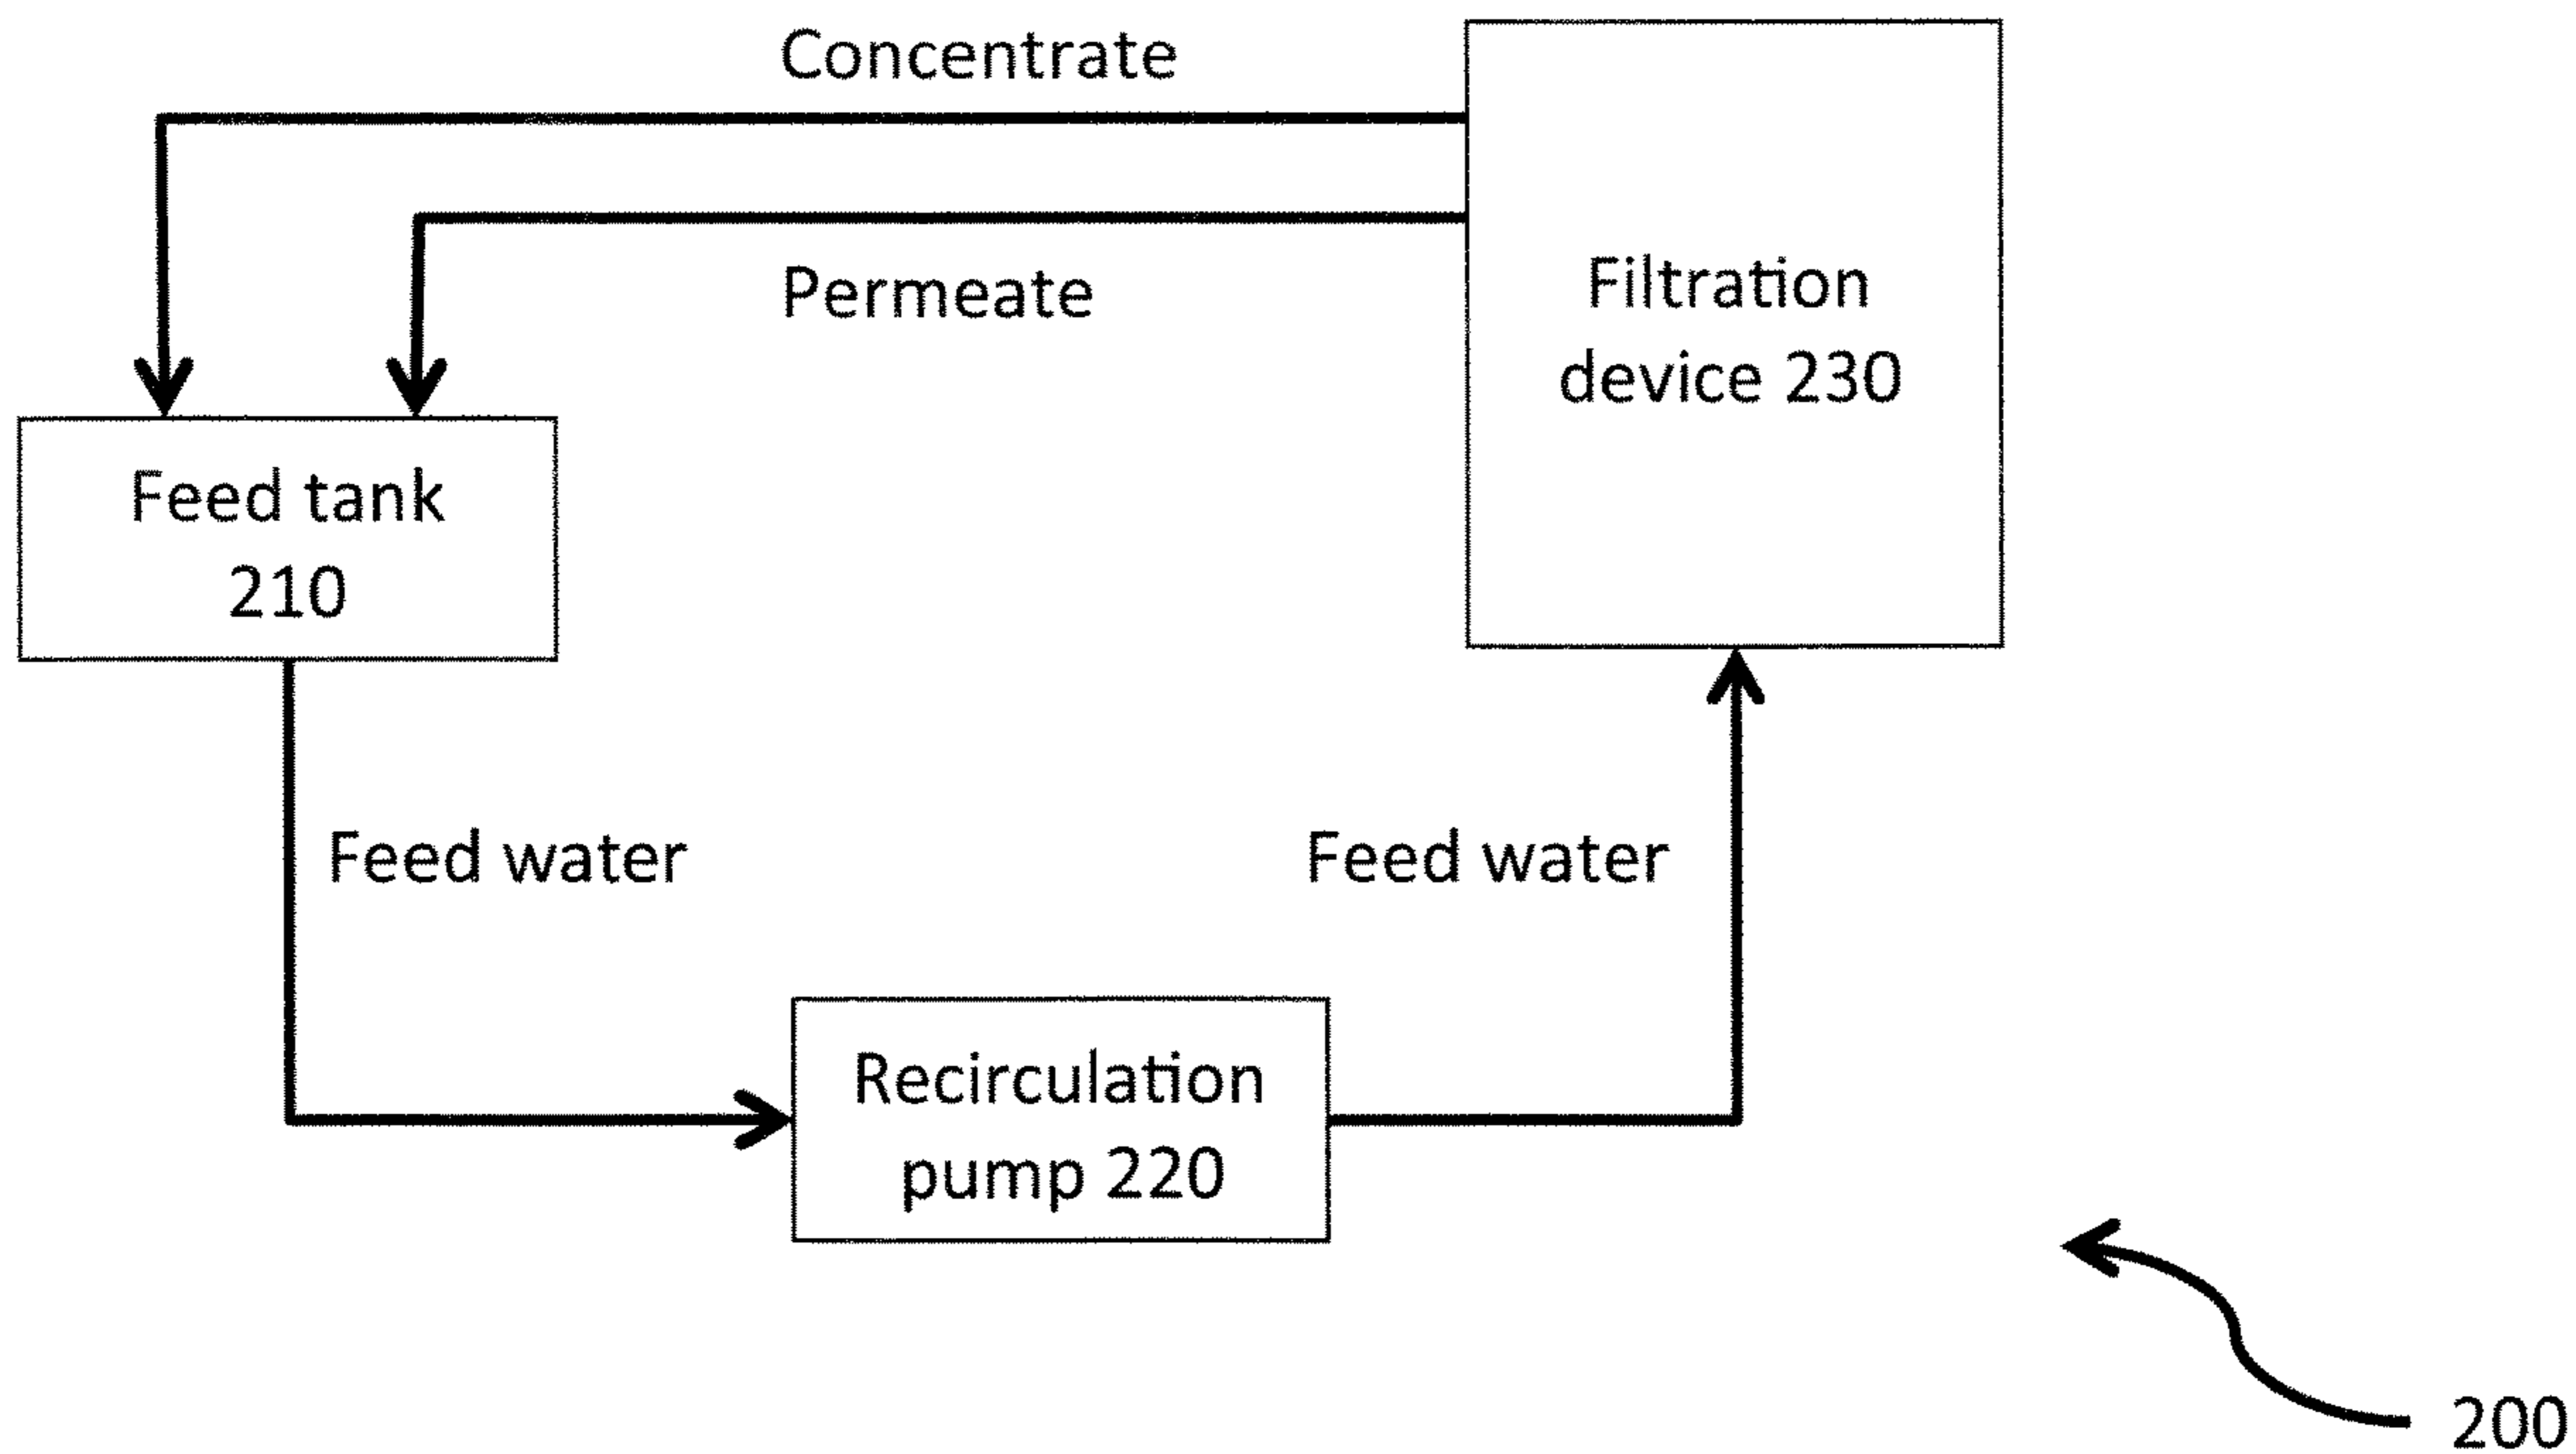 Concentrate
Permeate
Filtration
device 230
Feed tank
210
Feed water
Feed water
Recirculation
pump 220
200